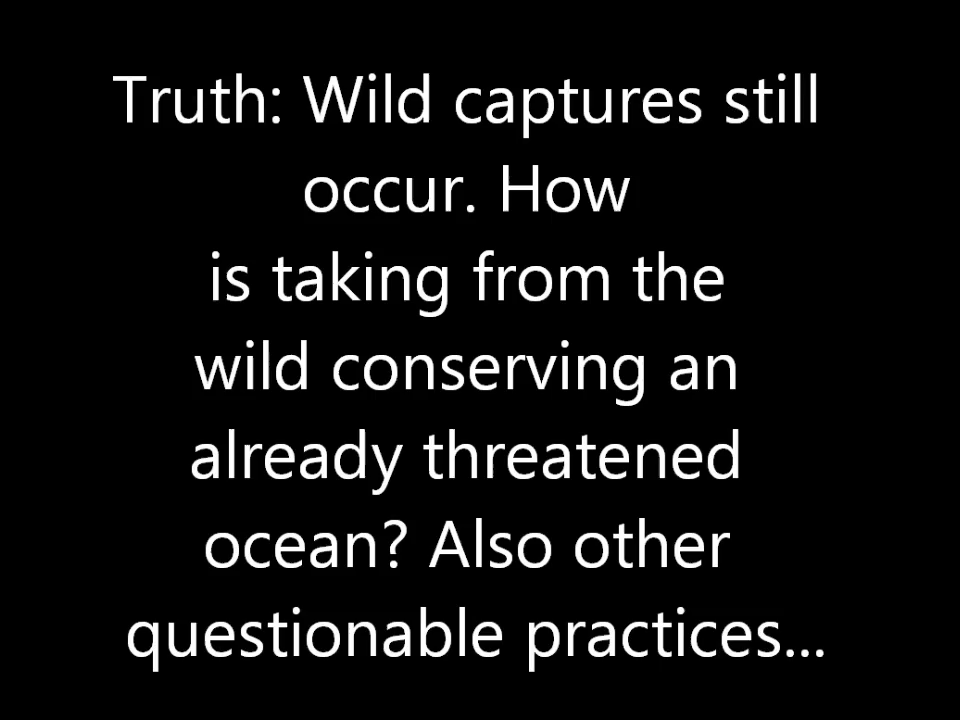 Truth: Wild captures still
occur. How
is taking from the
wild conserving an
already threatened
ocean? Also other
questionable practices...